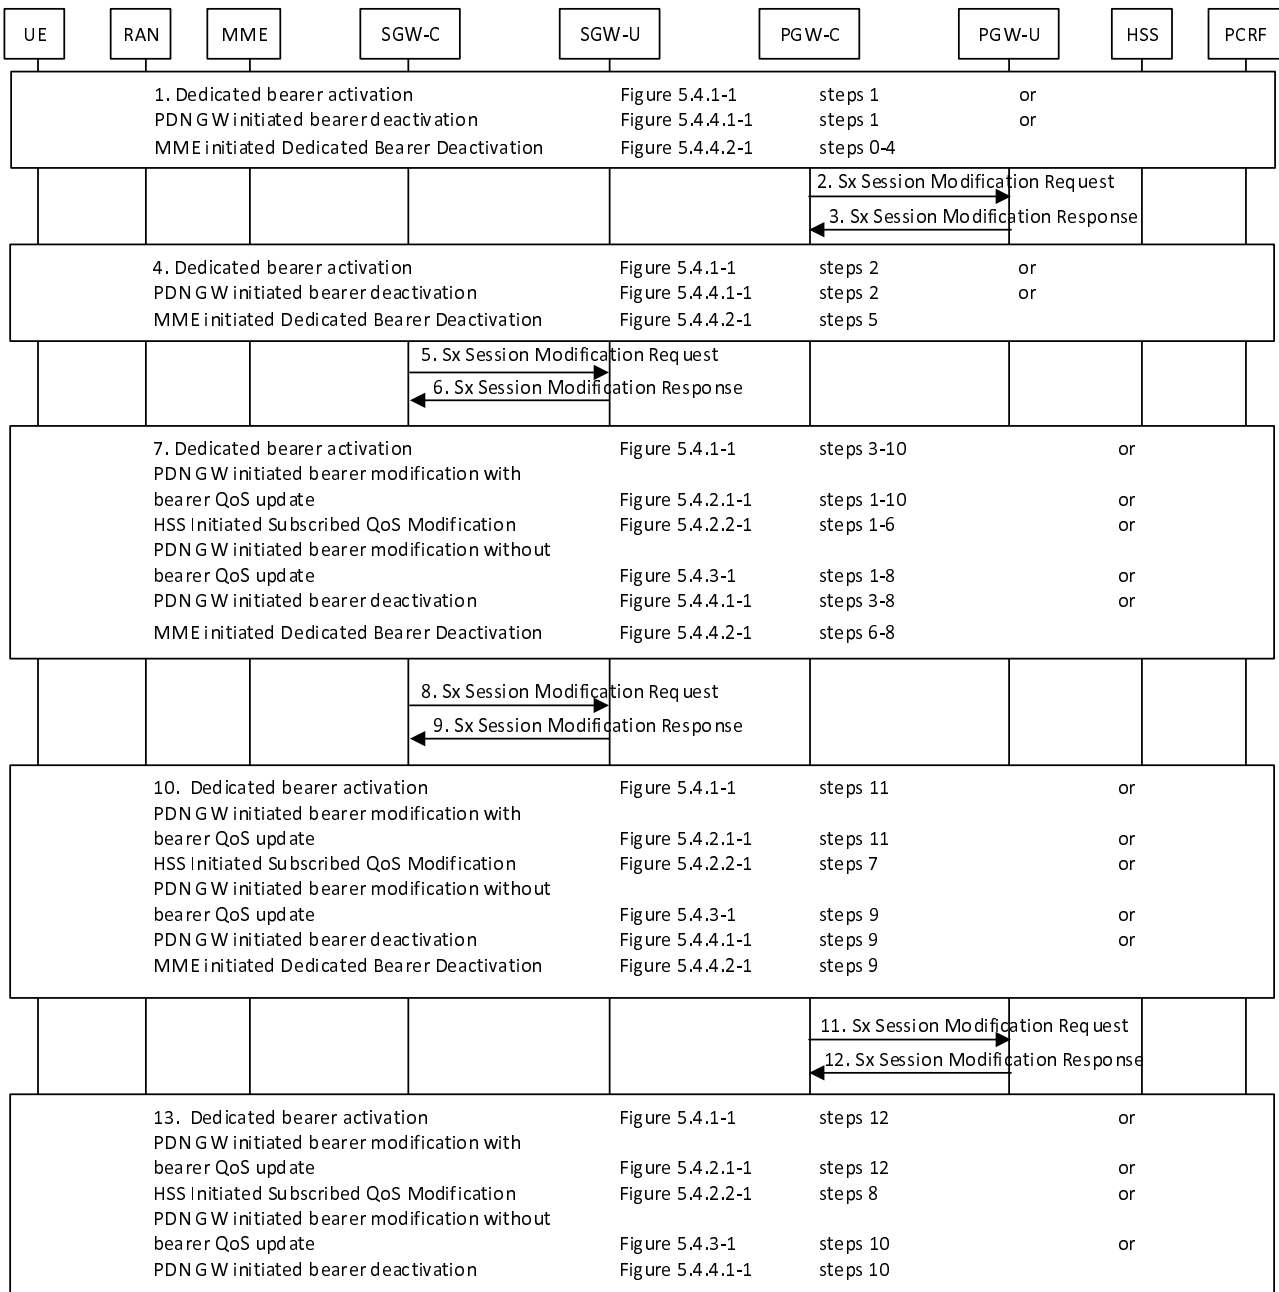 UE RAN MME SGW-C SGW-U PGW-C PGW-U HSS PCRF
1. Dedicated bearer activation Figure 5.4.1-1 steps 1 or
PDN GW initiated bearer deactivation Figure 5.4.4.1-1 steps 1 or
MME initiated Dedicated Bearer Deactivation Figure 5.4.4.2-1 steps 0-4
2. Sx Session Modification Request
3. Sx Session Modification Response
4. Dedicated bearer activation Figure 5.4.1-1 steps 2 or
PDN GW initiated bearer deactivation Figure 5.4.4.1-1 steps 2 or
MME initiated Dedicated Bearer Deactivation Figure 5.4.4.2-1 steps 5
5. Sx Session Modification Request
6. Sx Session Modification Response
7. Dedicated bearer activation Figure 5.4.1-1 steps 3-10 or
PDN GW initiated bearer modification with
bearer QoS update Figure 5.4.2.1-1 steps 1-10 or
HSS Initiated Subscribed QoS Modification Figure 5.4.2.2-1 steps 1-6 or
PDN GW initiated bearer modification without
bearer QoS update Figure 5.4.3-1 steps 1-8 or
PDN GW initiated bearer deactivation Figure 5.4.4.1-1 steps 3-8 or
MME initiated Dedicated Bearer Deactivation Figure 5.4.4.2-1 steps 6-8
8. Sx Session Modification Request
9. Sx Session Modification Response
10. Dedicated bearer activation Figure 5.4.1-1 steps 11 or
PDN GW initiated bearer modification with
bearer QoS update Figure 5.4.2.1-1 steps 11 or
HSS Initiated Subscribed QoS Modification Figure 5.4.2.2-1 steps 7 or
PDN GW initiated bearer modification without
bearer QoS update Figure 5.4.3-1 steps 9 or
PDN GW initiated bearer deactivation Figure 5.4.4.1-1 steps 9 or
MME initiated Dedicated Bearer Deactivation Figure 5.4.4.2-1 steps 9
11. Sx Session Modification Request
12. Sx Session Modification Response
13. Dedicated bearer activation Figure 5.4.1-1 steps 12 or
PDN GW initiated bearer modification with
bearer QoS update Figure 5.4.2.1-1 steps 12 or
HSS Initiated Subscribed QoS Modification Figure 5.4.2.2-1 steps 8 or
PDN GW initiated bearer modification without
bearer QoS update Figure 5.4.3-1 steps 10 or
PDN GW initiated bearer deactivation Figure 5.4.4.1-1 steps 10